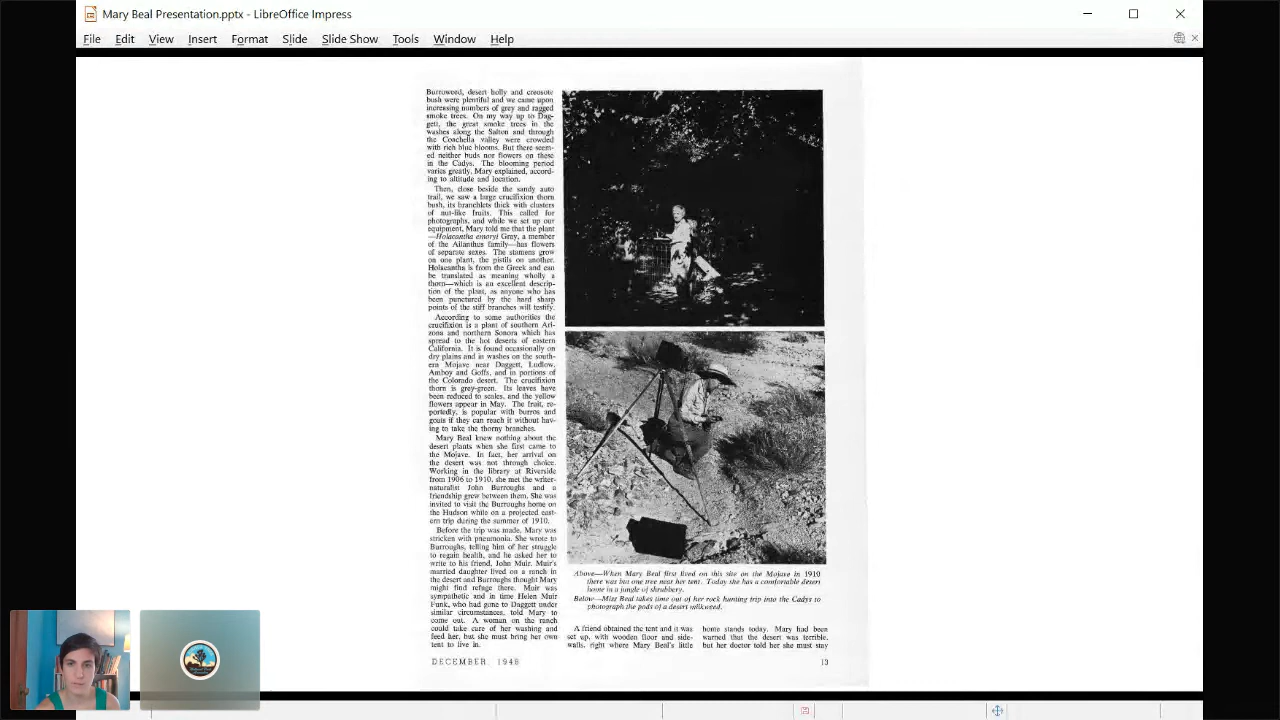 Mary Beal Presentation.pptx - LibreOffice Impress
File Edit View Insert Format Slide Slide Show Tools Window Help
Burroweed, desert holly and creosote
bush were plentiful and we came upon
increasing numbers of grey and ragged
smoke trees. On my way up to Dag-
gett, the great smoke trees in the
washes along the Salton and through
the Coachella valley were crowded
with rich blue blooms. But there seem-
ed neither buds nor flowers on these
in the Cadys. The blooming period
varies greatly, Mary explained, accord-
ing to altitude and location.
Then, close beside the sandy auto
trail, we saw a large crucifixion thorn
bush, its branchlets thick with clusters
of nut-like fruits. This called for
photographs, and while we set up our
equipment, Mary told me that the plant
—Holacantha emoryi Gray, a member
of the Ailanthus family—has flowers
of separate sexes. The stamens grow
on one plant, the pistils on another.
Holacantha is from the Greek and can
be translated as meaning wholly a
thorn—which is an excellent descrip-
tion of the plant, as anyone who has
been punctured by the hard sharp
points of the stiff branches will testify.
According to some authorities the
crucifixion is a plant of southern Ari-
zona and northern Sonora which has
spread to the hot deserts of eastern
California. It is found occasionally on
dry plains and in washes on the south-
ern Mojave near Daggett, Ludlow,
Amboy and Goffs, and in portions of
the Colorado desert. The crucifixion
thorn is grey-green. Its leaves have
been reduced to scales, and the yellow
flowers appear in May. The fruit, re-
portedly, is popular with burros and
goats if they can reach it without hav-
ing to take the thorny branches.
Mary Beal knew nothing about the
desert plants when she first came to
the Mojave. In fact, her arrival on
the desert was not through choice.
Working in the library at Riverside
from 1906 to 1910, she met the writer-
naturalist John Burroughs and a
friendship grew between them. She was
invited to visit the Burroughs home on
the Hudson while on a projected east-
ern trip during the summer of 1910.
Before the trip was made, Mary was
stricken with pneumonia. She wrote to
Burroughs, telling him of her struggle
to regain health, and he asked her to
write to his friend, John Muir. Muir's
married daughter lived on a ranch in
the desert and Burroughs thought Mary
might find refuge there. Muir was
sympathetic and in time Helen Muir
Funk, who had gone to Daggett under
similar circumstances, told Mary to
come out. A woman on the ranch
could take care of her washing and
feed her, but she must bring her own
tent to live in.
Above—When Mary Beal first lived on this site on the Mojave in 1910
there was but one tree near her tent. Today she has a comfortable desert
home in a jungle of shrubbery.
Below—Miss Beal takes time out of her rock hunting trip into the Cadys to
photograph the pods of a desert milkweed.
A friend obtained the tent and it was
set up, with wooden floor and side-
walls, right where Mary Beal's little
home stands today. Mary had been
warned that the desert was terrible,
but her doctor told her she must stay
DECEMBER, 1948
13